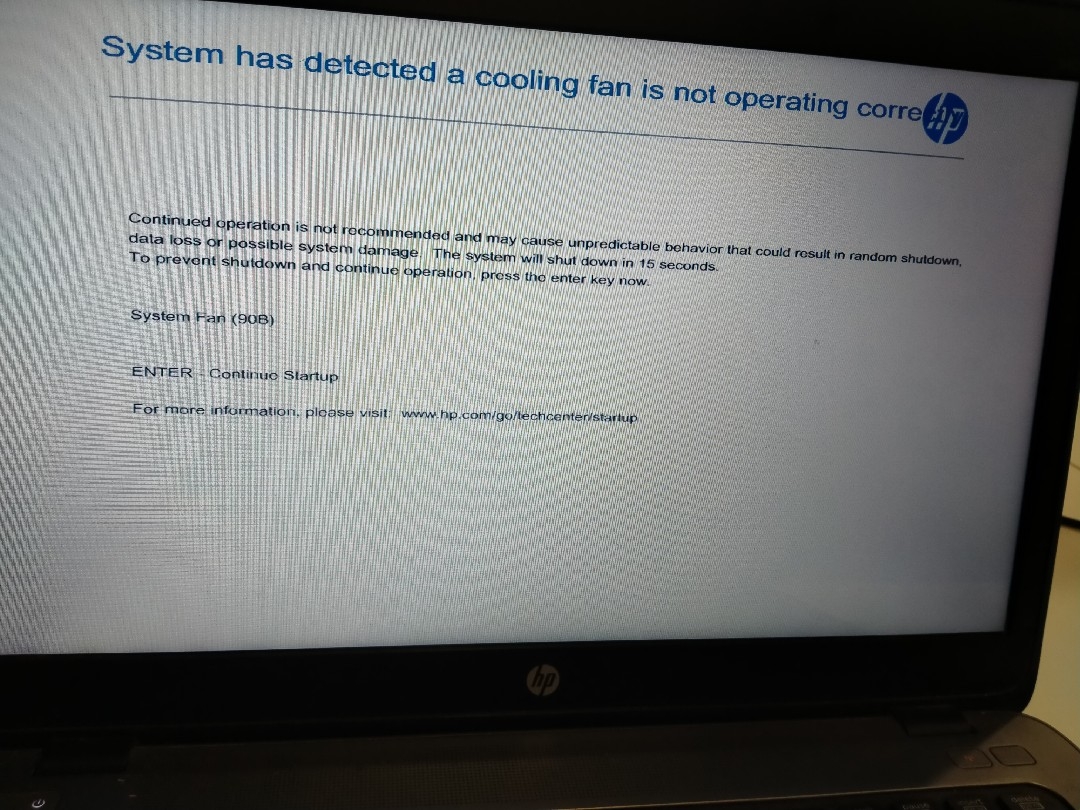 System has detected a cooling fan is not operating corre
hp
Continued operation is not recommended and may cause unpredictable behavior that could result in random shutdown,
data loss or possible system damage. The system will shut down in 15 seconds.
To prevent shutdown and continue operation, press the enter key now.
System Fan (90B)
ENTER - Continue Startup
For more information, please visit: www.hp.com/go/techcenter/startup
hp